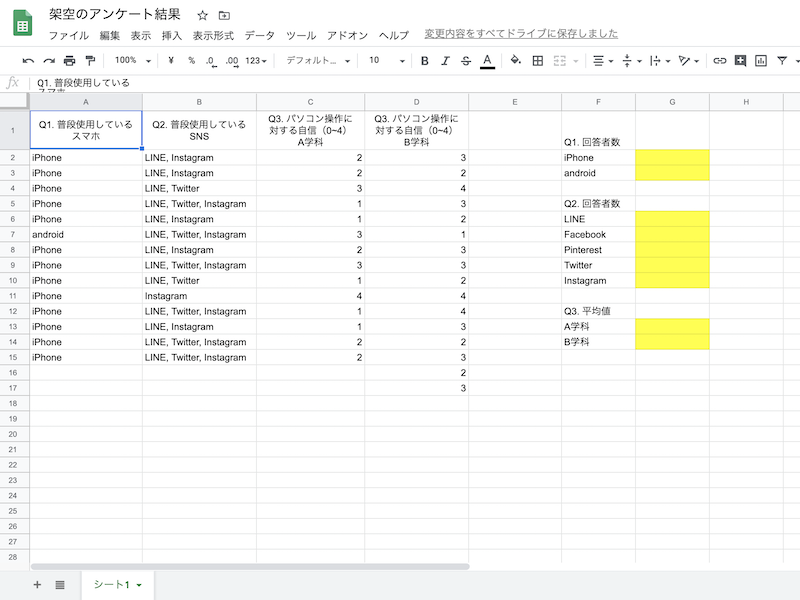 架空のアンケート結果
ファイル 編集 表示 挿入 表示形式 データ ツール アドオン ヘルプ 変更内容をすべてドライブに保存しました
100% ¥ % .0 .00 123 デフォルト... 10 B I S A
fx Q1. 普段使用している
スマホ
A B C D E F G H
1 Q1. 普段使用している
スマホ
Q2. 普段使用している
SNS
Q3. パソコン操作に
対する自信（0~4）
A学科
Q3. パソコン操作に
対する自信（0~4）
B学科
Q1. 回答者数
2 iPhone LINE, Instagram 2 3 iPhone
3 iPhone LINE, Instagram 2 2 android
4 iPhone LINE, Twitter 3 4
5 iPhone LINE, Twitter, Instagram 1 3 Q2. 回答者数
6 iPhone LINE, Instagram 1 2 LINE
7 android LINE, Twitter, Instagram 3 1 Facebook
8 iPhone LINE, Instagram 2 3 Pinterest
9 iPhone LINE, Twitter, Instagram 3 3 Twitter
10 iPhone LINE, Twitter 1 2 Instagram
11 iPhone Instagram 4 4
12 iPhone LINE, Twitter, Instagram 1 4 Q3. 平均値
13 iPhone LINE, Instagram 1 3 A学科
14 iPhone LINE, Twitter, Instagram 2 2 B学科
15 iPhone LINE, Twitter, Instagram 2 3
16 2
17 3
18
19
20
21
22
23
24
25
26
27
28
シート1